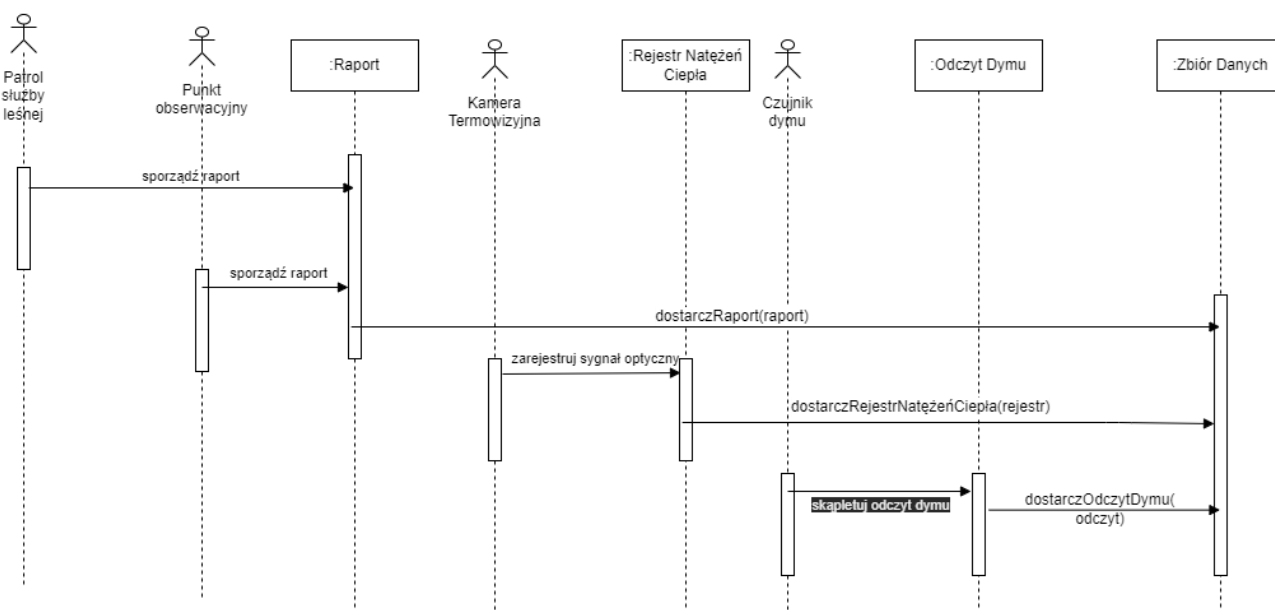 Patrol
służby
leśnej
Punkt
obserwacyjny
:Raport
Kamera
Termowizyjna
:Rejestr Natężeń
Ciepła
Czujnik
dymu
:Odczyt Dymu
:Zbiór Danych
sporządź raport
sporządź raport
dostarczRaport(raport)
zarejestruj sygnał optyczny
dostarczRejestrNatężeńCiepła(rejestr)
skapletuj odczyt dymu
dostarczOdczytDymu(
odczyt)